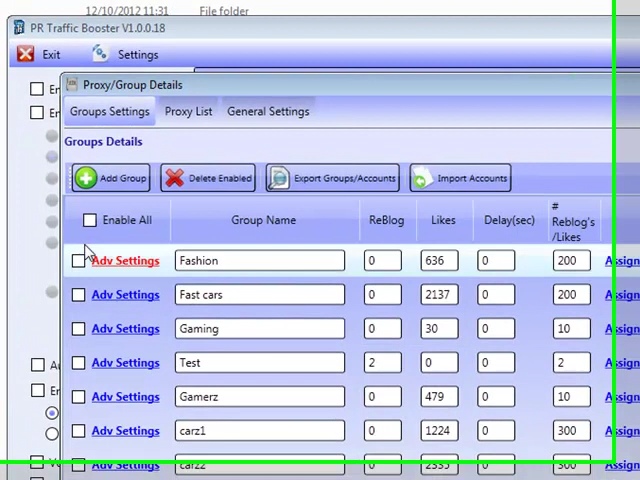 12/10/2012 11:31 File folder
PR Traffic Booster V1.0.0.18
Exit Settings
Proxy/Group Details
Groups Settings Proxy List General Settings
Groups Details
Add Group Delete Enabled Export Groups/Accounts Import Accounts
Enable All Group Name ReBlog Likes Delay(sec) # Reblog's /Likes
Adv Settings Fashion 0 636 0 200 Assign
Adv Settings Fast cars 0 2137 0 200 Assign
Adv Settings Gaming 0 30 0 10 Assign
Adv Settings Test 2 0 0 2 Assign
Adv Settings Gamerz 0 479 0 10 Assign
Adv Settings carz1 0 1224 0 300 Assign
Adv Settings carz2 0 2335 0 300 Assign